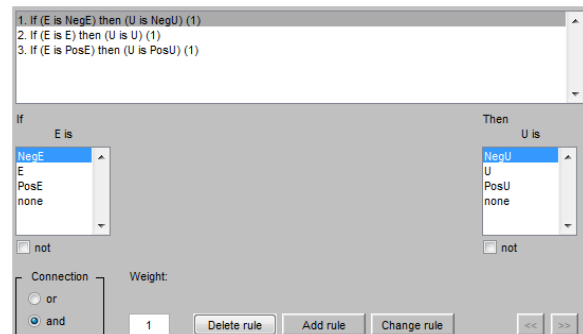 1. If (E is NegE) then (U is NegU) (1)
2. If (E is E) then (U is U) (1)
3. If (E is PosE) then (U is PosU) (1)
If
Then
E is
U is
NegE
E
PosE
none
NegU
U
PosU
none
not
not
Connection
or
and
Weight:
1
Delete rule
Add rule
Change rule
<<
>>